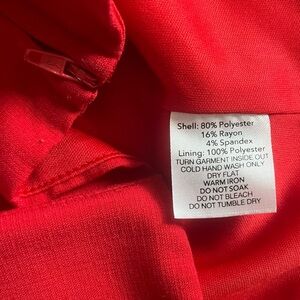 Shell: 80% Polyester
16% Rayon
4% Spandex
Lining: 100% Polyester
TURN GARMENT INSIDE OUT
COLD HAND WASH ONLY
DRY FLAT
WARM IRON
DO NOT SOAK
DO NOT BLEACH
DO NOT TUMBLE DRY